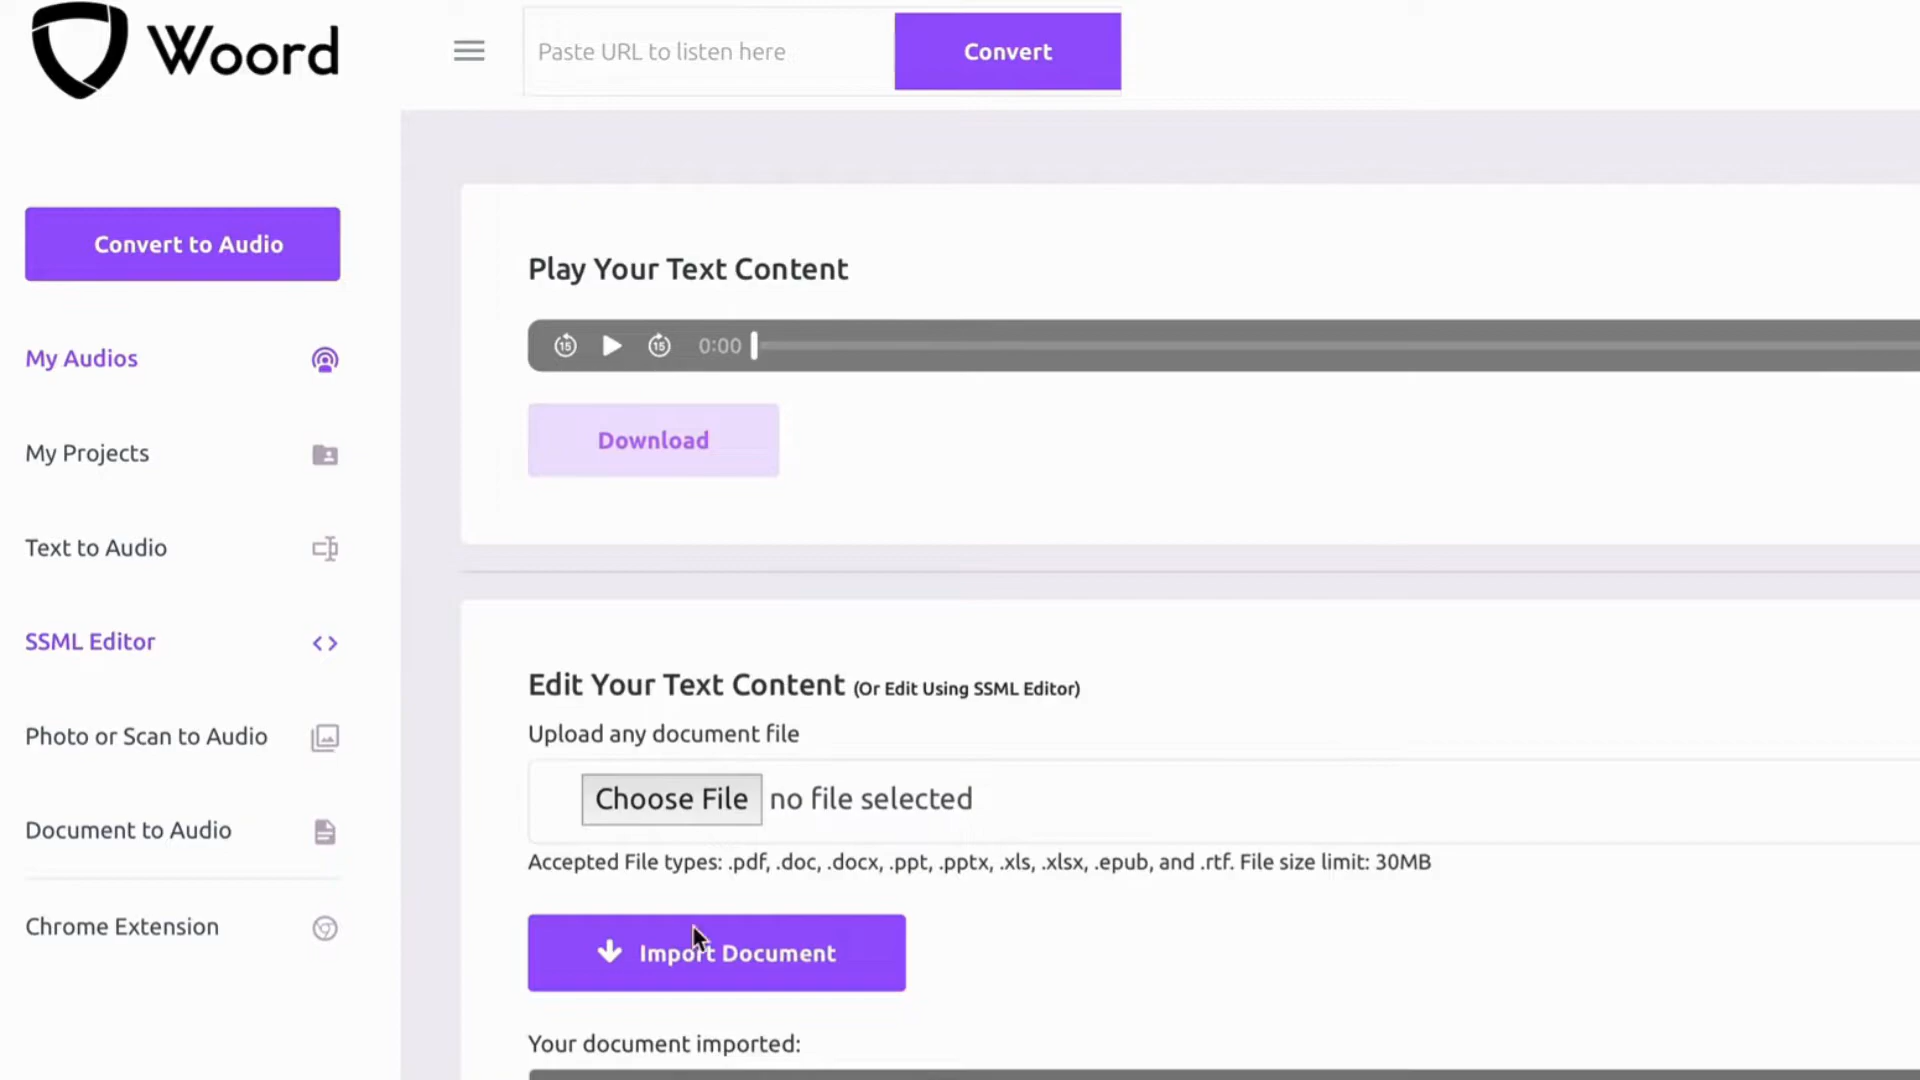 Woord
Paste URL to listen here
Convert
Convert to Audio
My Audios
My Projects
Text to Audio
SSML Editor
Photo or Scan to Audio
Document to Audio
Chrome Extension
Play Your Text Content
15
15
0:00
Download
Edit Your Text Content (Or Edit Using SSML Editor)
Upload any document file
Choose File no file selected
Accepted File types: .pdf, .doc, .docx, .ppt, .pptx, .xls, .xlsx, .epub, and .rtf. File size limit: 30MB
Import Document
Your document imported: